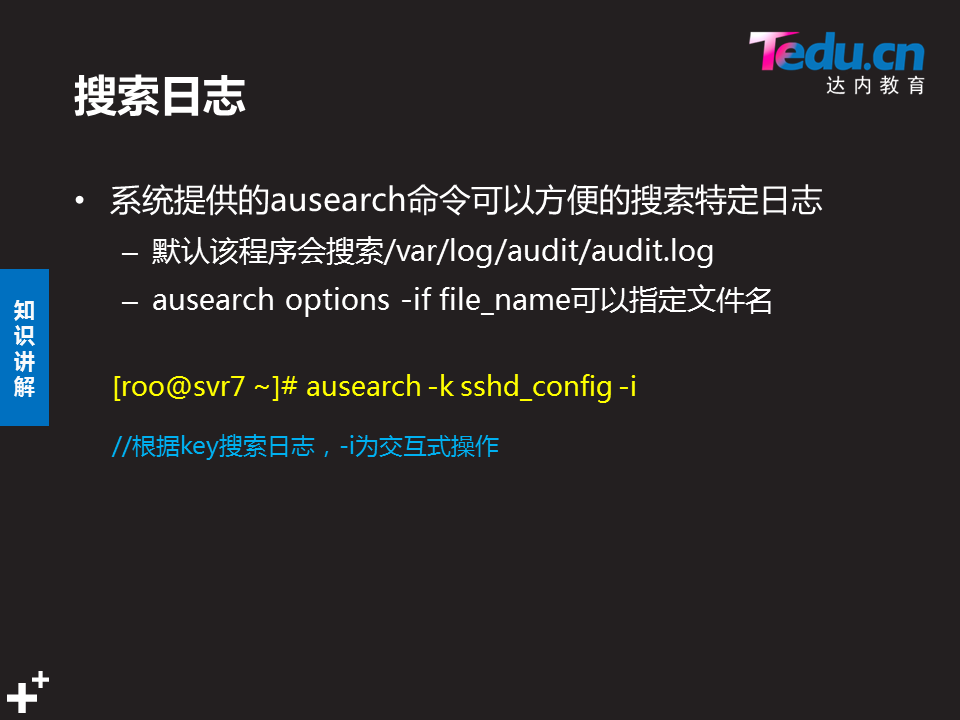 Tedu.cn
达内教育
搜索日志
• 系统提供的ausearch命令可以方便的搜索特定日志
– 默认该程序会搜索/var/log/audit/audit.log
– ausearch options -if file_name可以指定文件名
知识讲解
[roo@svr7 ~]# ausearch -k sshd_config -i
//根据key搜索日志，-i为交互式操作